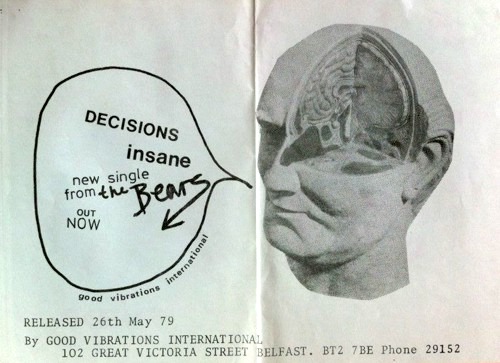 DECISIONS
insane
new single
from the Bears
OUT
NOW
good vibrations international
RELEASED 26th May 79
By GOOD VIBRATIONS INTERNATIONAL
102 GREAT VICTORIA STREET BELFAST. BT2 7BE Phone 29152